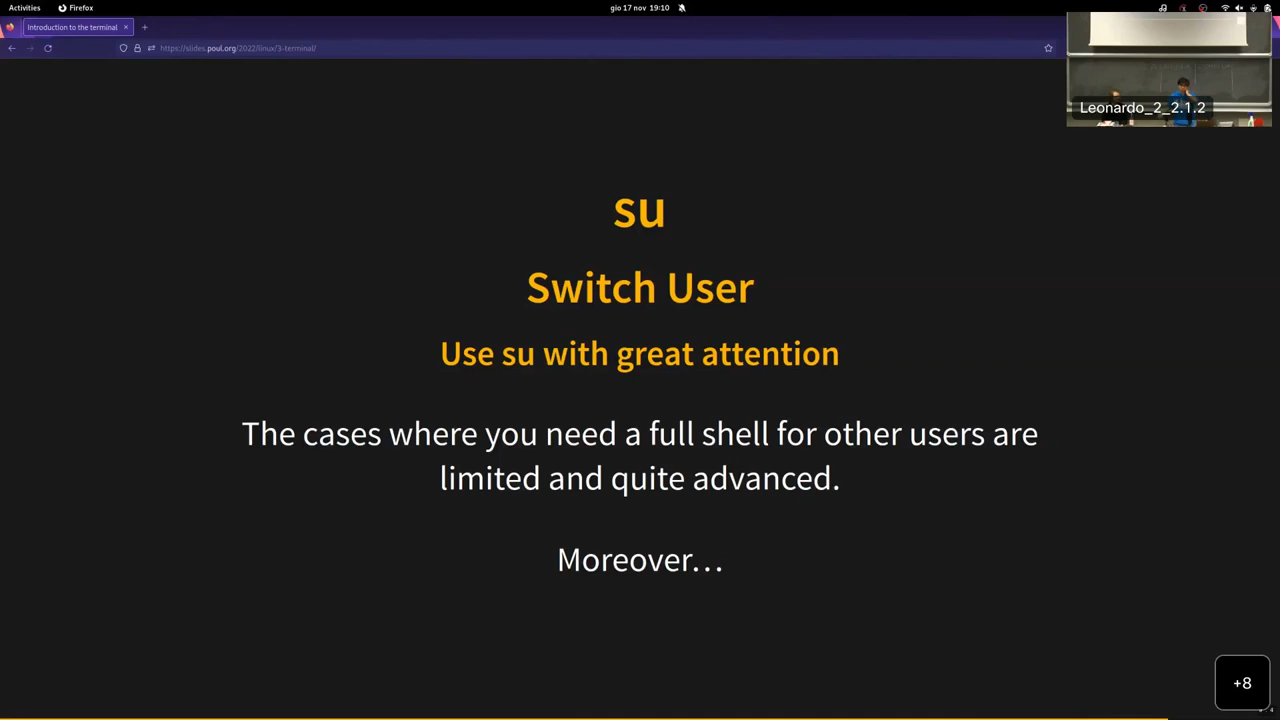 Activities
Firefox
gio 17 nov 19:10
Introduction to the terminal
https://slides.poul.org/2022/linux/3-terminal/
Leonardo_2_2.1.2
su
Switch User
Use su with great attention
The cases where you need a full shell for other users are
limited and quite advanced.
Moreover…
+8